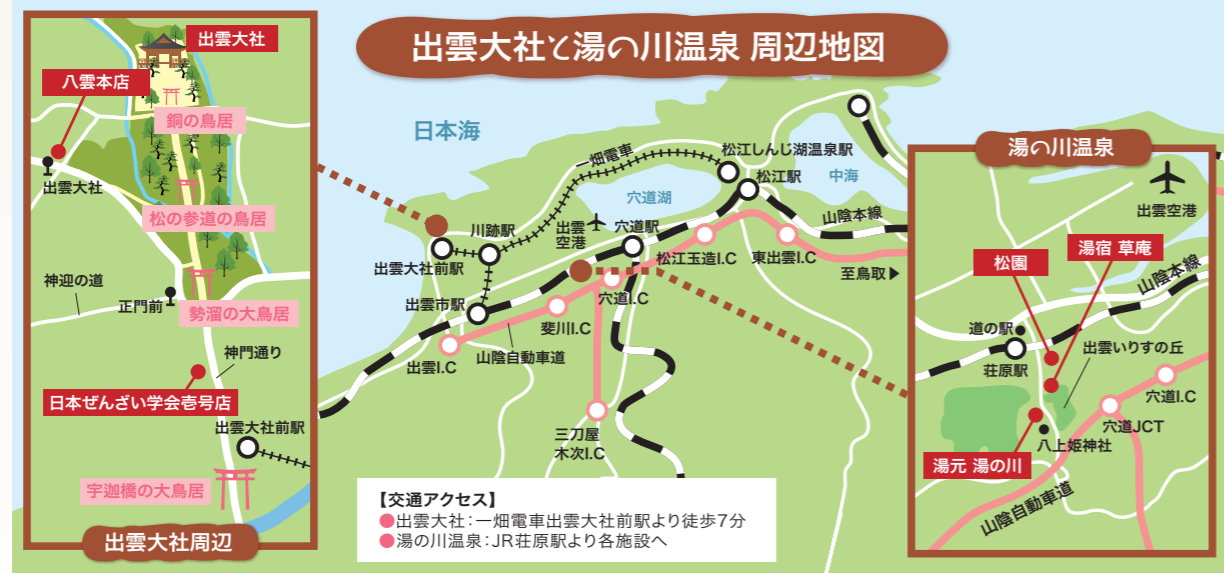 出雲大社と湯の川温泉 周辺地図
出雲大社
八雲本店
銅の鳥居
出雲大社
松の参道の鳥居
神迎の道
正門前
勢溜の大鳥居
神門通り
日本ぜんざい学会壱号店
出雲大社前駅
宇迦橋の大鳥居
出雲大社周辺
日本海
一畑電車
松江しんじ湖温泉駅
松江駅
中海
宍道湖
山陰本線
川跡駅
出雲
空港
宍道駅
出雲大社前駅
松江玉造I.C
東出雲I.C
至鳥取▶
宍道I.C
出雲市駅
斐川I.C
出雲I.C
山陰自動車道
三刀屋
木次I.C
【交通アクセス】
●出雲大社:一畑電車出雲大社前駅より徒歩7分
●湯の川温泉:JR荘原駅より各施設へ
湯の川温泉
出雲空港
湯宿 草庵
松園
山陰本線
道の駅
出雲いりすの丘
荘原駅
宍道I.C
宍道JCT
八上姫神社
湯元 湯の川
山陰自動車道